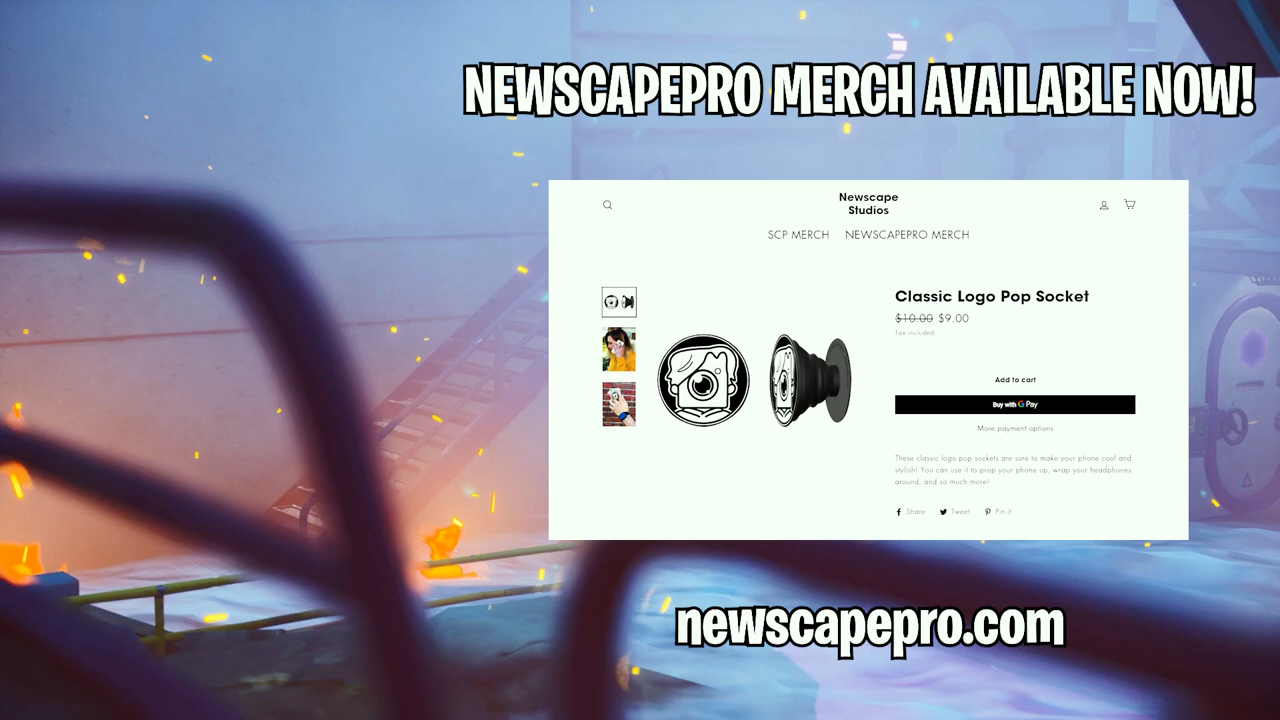 NEWSCAPEPRO MERCH AVAILABLE NOW!
Newscape
Studios
SCP MERCH NEWSCAPEPRO MERCH
Classic Logo Pop Socket
$10.00 $9.00
Tax included.
Add to cart
Buy with G Pay
More payment options
These classic logo pop sockets are sure to make your phone cool and
stylish! You can use it to prop your phone up, wrap your headphones
around, and so much more!
Share Tweet Pin it
newscapepro.com